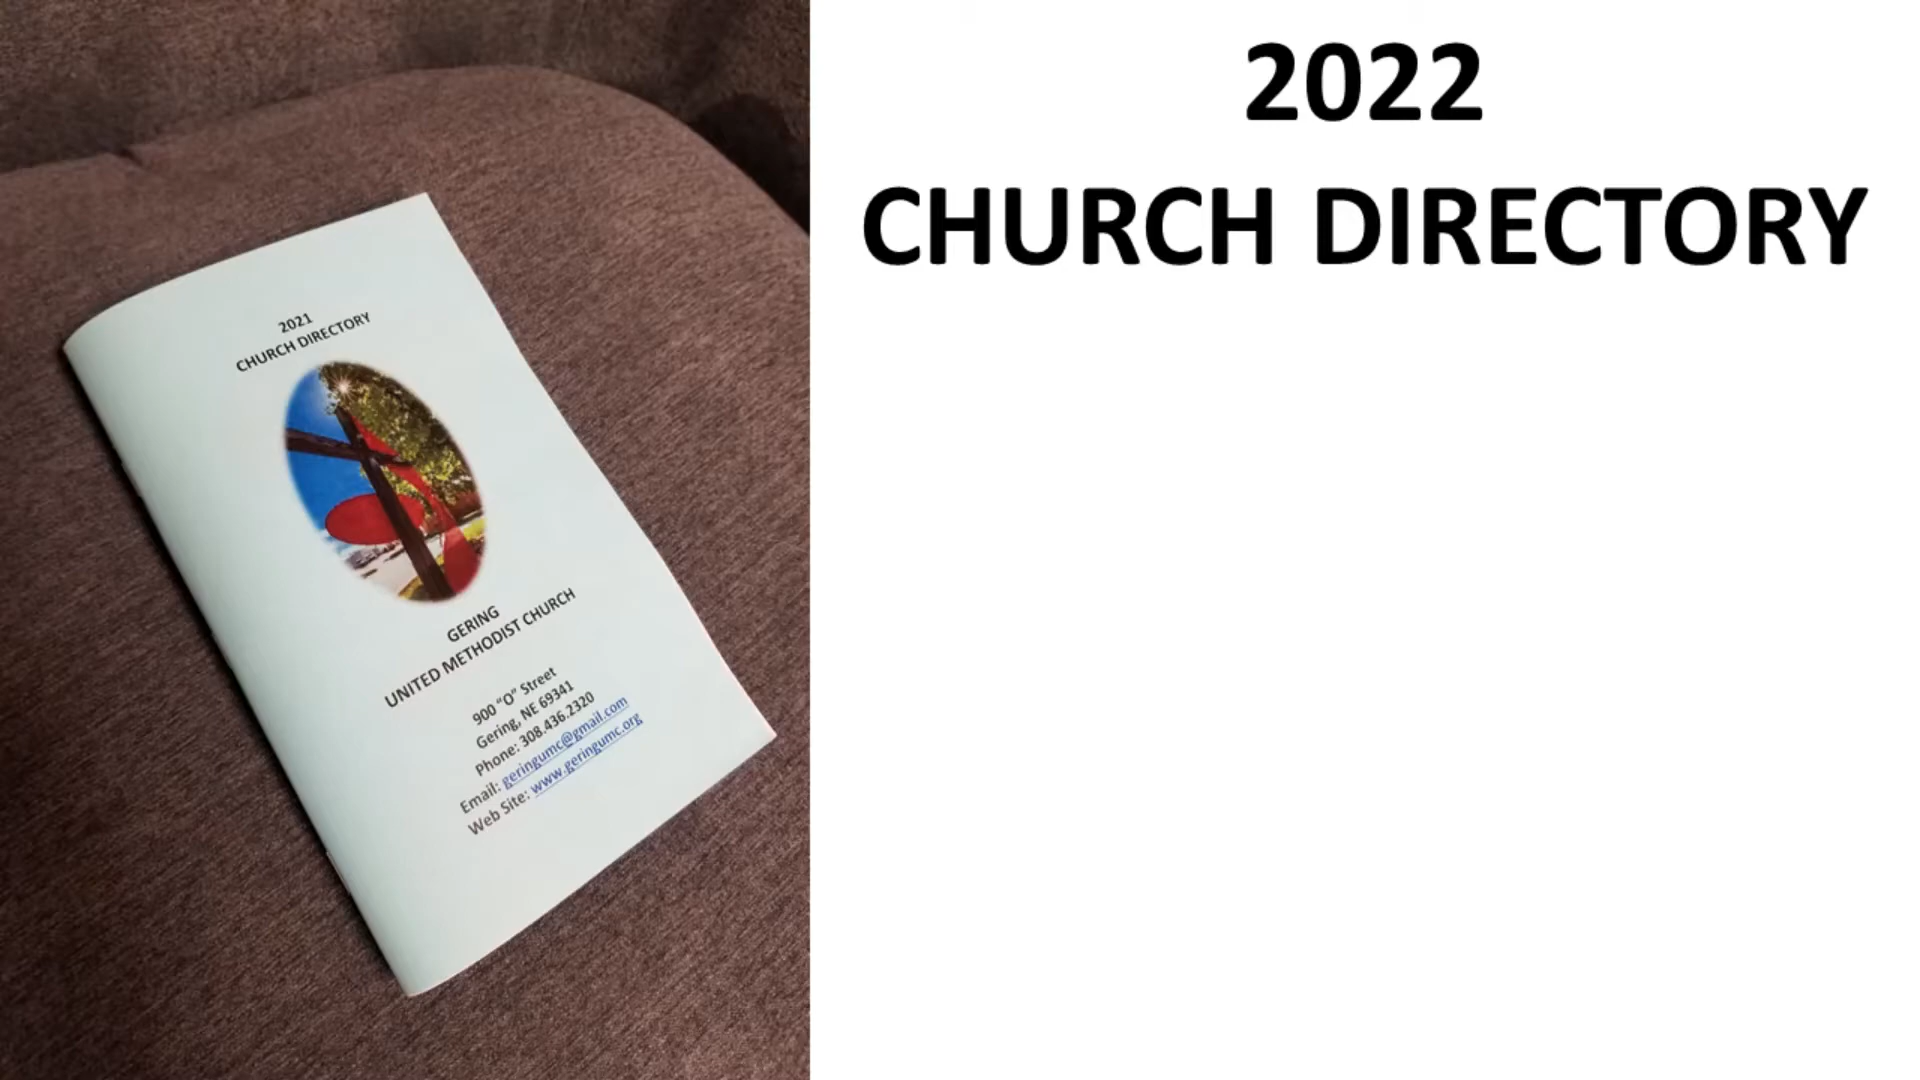 2021
CHURCH DIRECTORY
GERING
UNITED METHODIST CHURCH
900 "O" Street
Gering, NE 69341
Phone: 308.436.2320
Email: geringumc@gmail.com
Web Site: www.geringumc.org
2022
CHURCH DIRECTORY